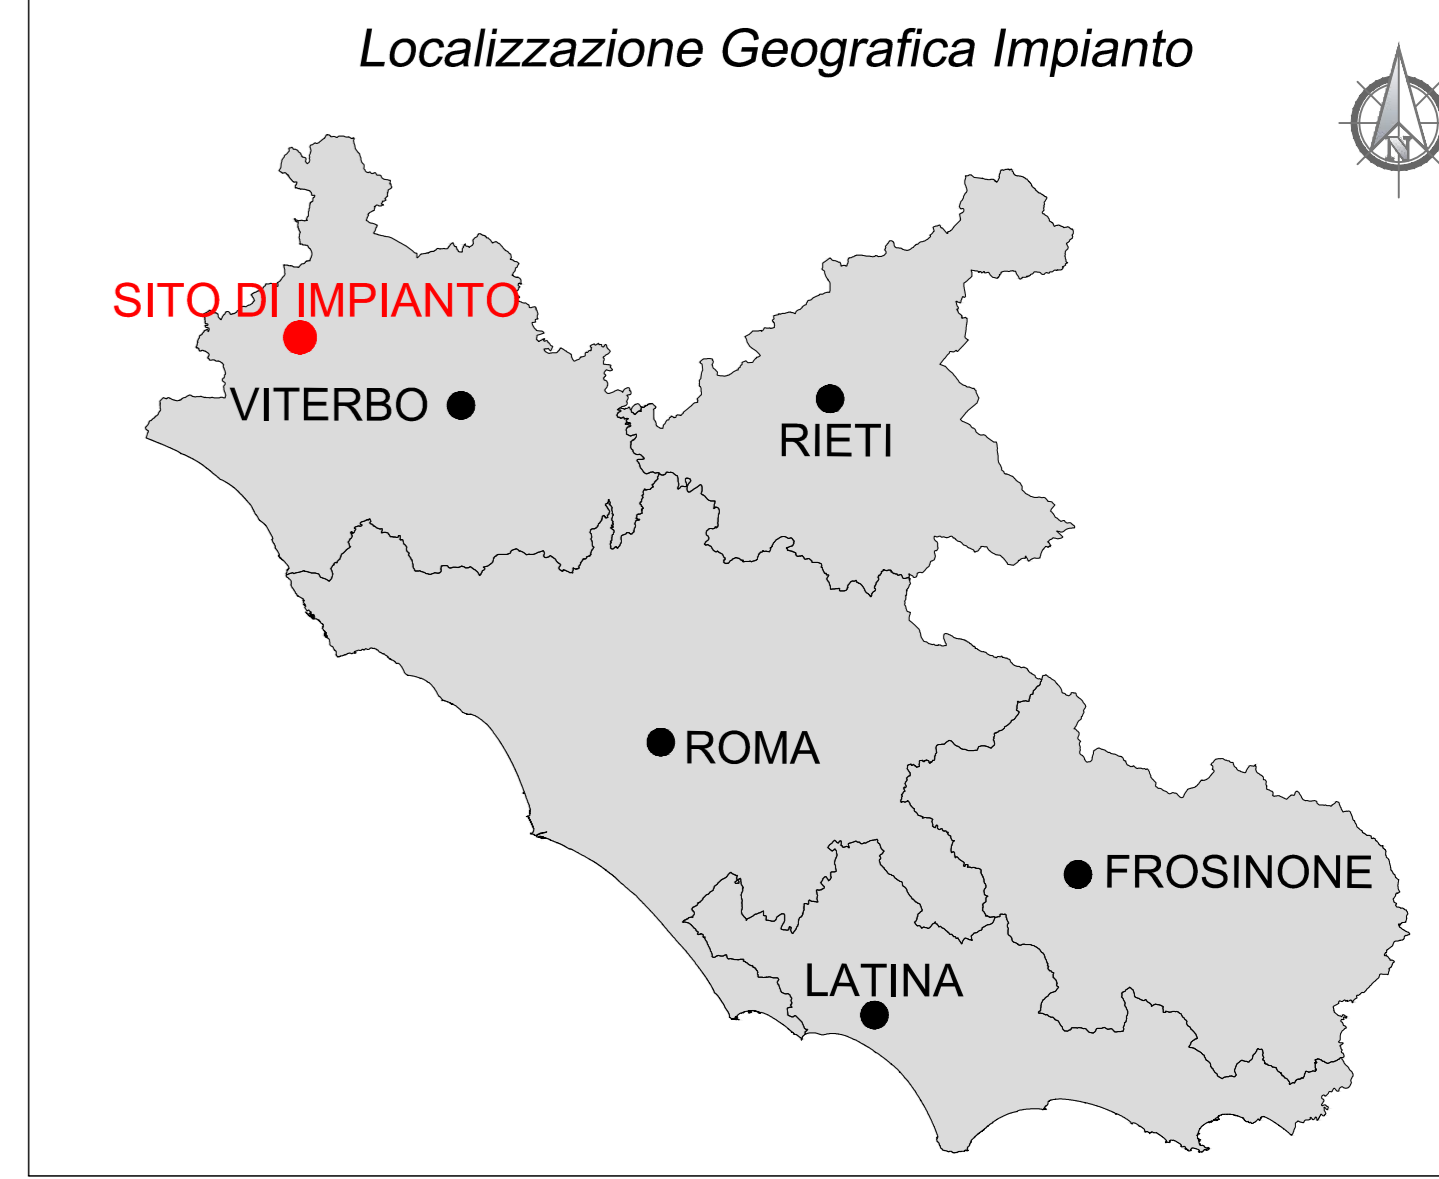 Localizzazione Geografica Impianto
N
SITO DI IMPIANTO
VITERBO
RIETI
ROMA
FROSINONE
LATINA